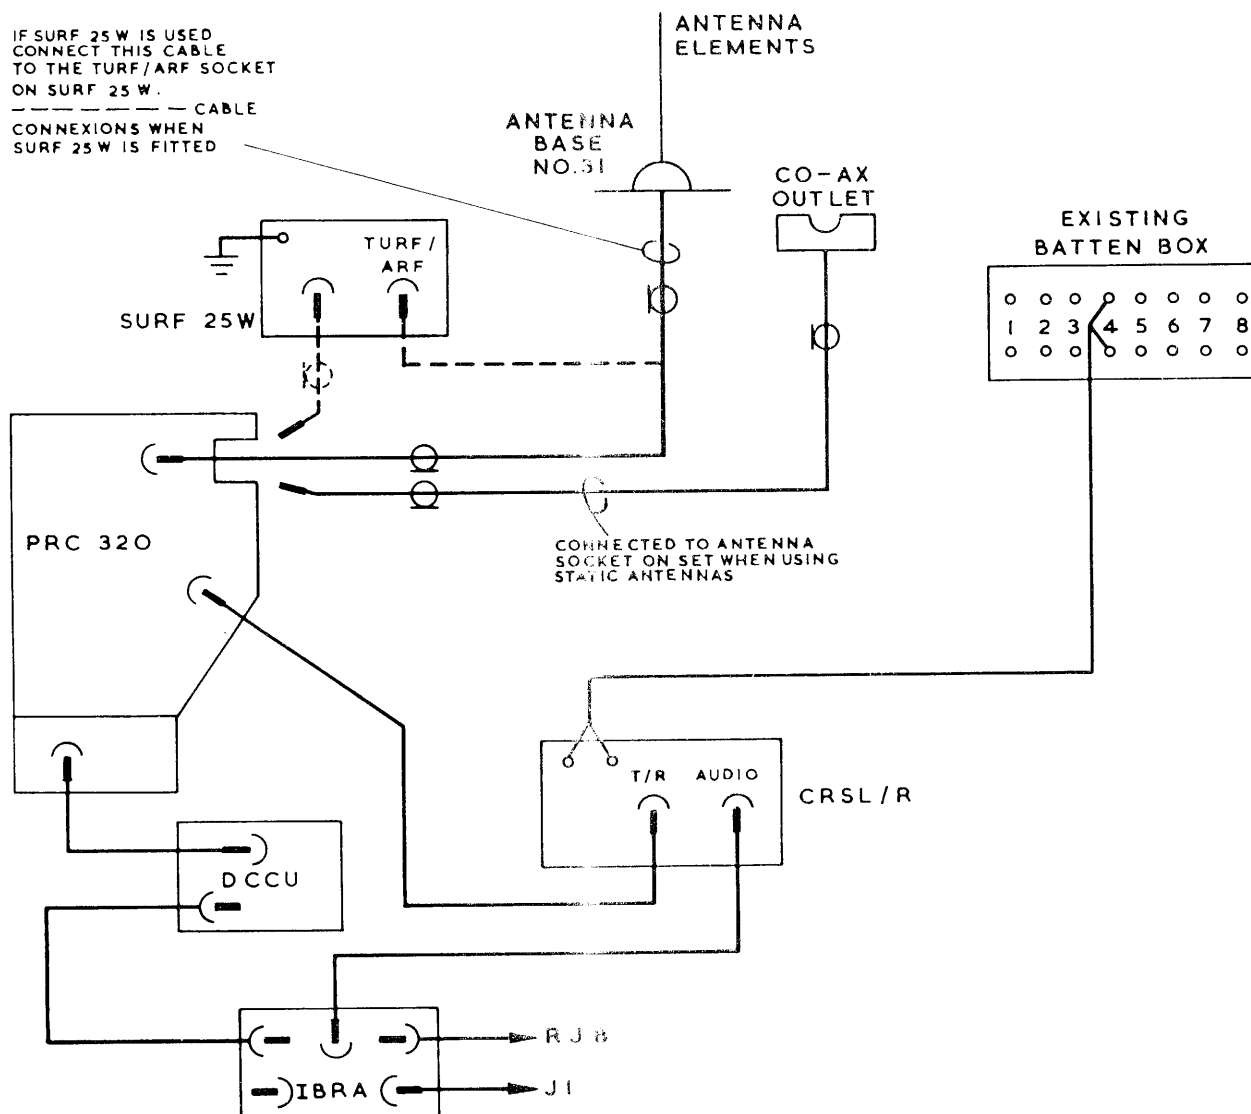 IF SURF 25 W IS USED
CONNECT THIS CABLE
TO THE TURF/ARF SOCKET
ON SURF 25 W.
CABLE
CONNEXIONS WHEN
SURF 25 W IS FITTED
ANTENNA
ELEMENTS
ANTENNA
BASE
NO.31
CO-AX
OUTLET
EXISTING
BATTEN BOX
1 2 3 4 5 6 7 8
TURF/
ARF
SURF 25W
PRC 320
CONNECTED TO ANTENNA
SOCKET ON SET WHEN USING
STATIC ANTENNAS
T/R AUDIO
CRSL/R
DCCU
RJB
IBRA
J1